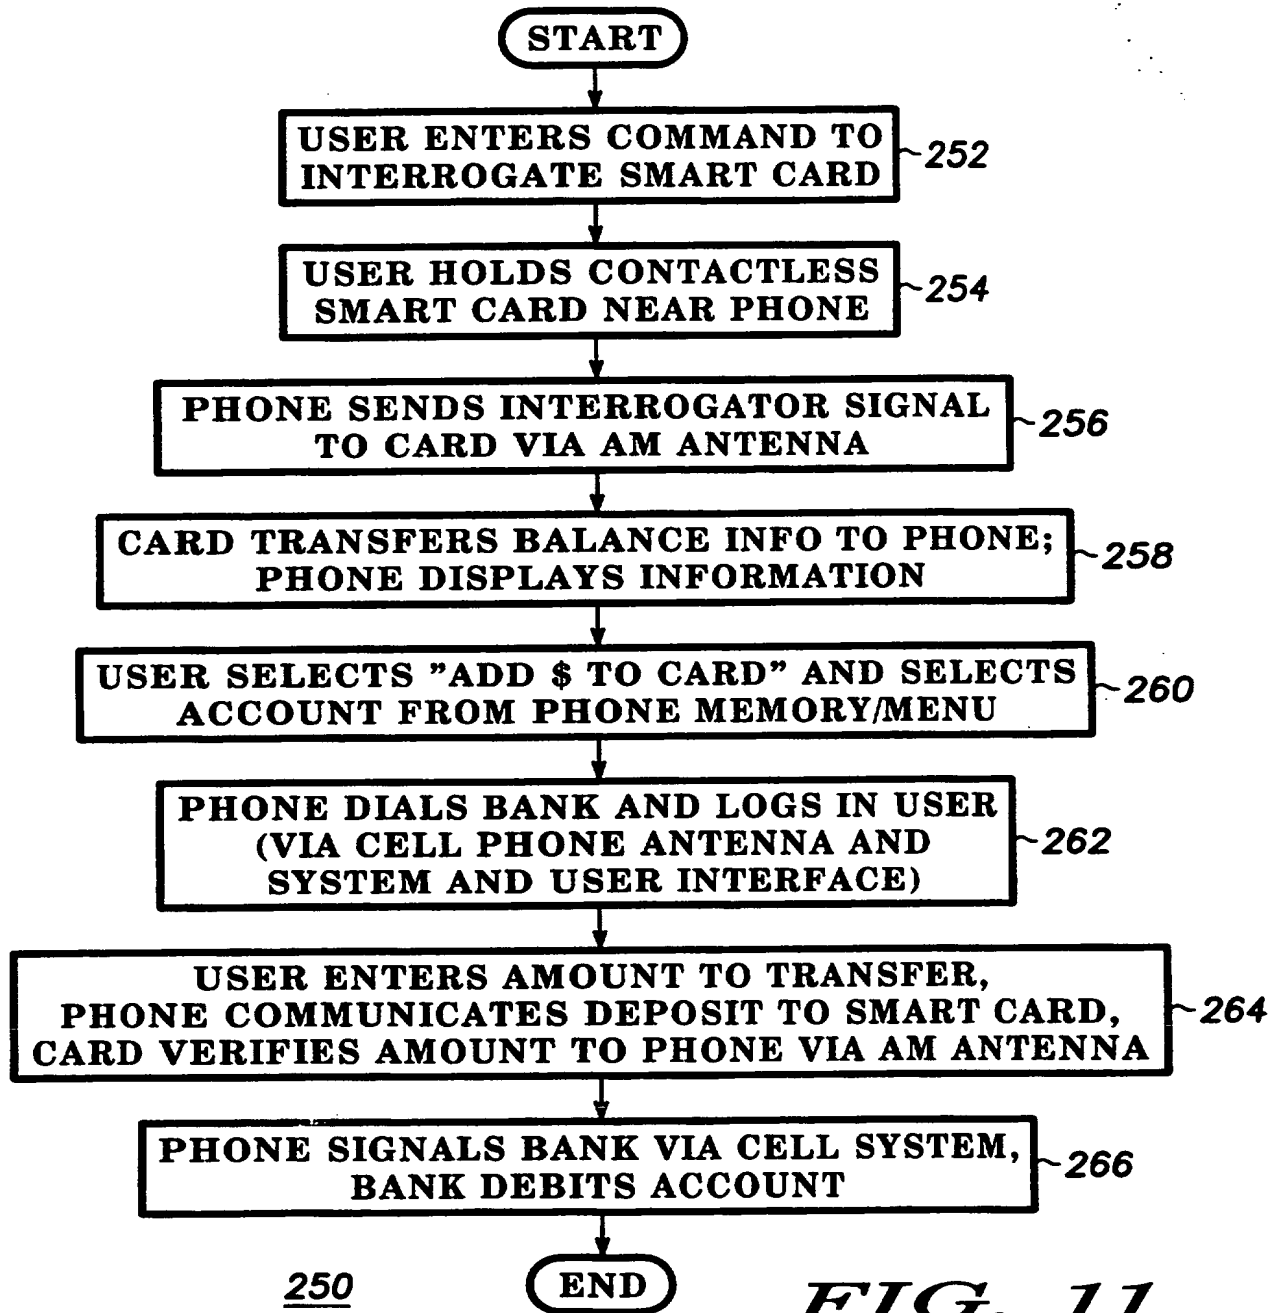 START
USER ENTERS COMMAND TO
INTERROGATE SMART CARD
252
USER HOLDS CONTACTLESS
SMART CARD NEAR PHONE
254
PHONE SENDS INTERROGATOR SIGNAL
TO CARD VIA AM ANTENNA
256
CARD TRANSFERS BALANCE INFO TO PHONE;
PHONE DISPLAYS INFORMATION
258
USER SELECTS "ADD $ TO CARD" AND SELECTS
ACCOUNT FROM PHONE MEMORY/MENU
260
PHONE DIALS BANK AND LOGS IN USER
(VIA CELL PHONE ANTENNA AND
SYSTEM AND USER INTERFACE)
262
USER ENTERS AMOUNT TO TRANSFER,
PHONE COMMUNICATES DEPOSIT TO SMART CARD,
CARD VERIFIES AMOUNT TO PHONE VIA AM ANTENNA
264
PHONE SIGNALS BANK VIA CELL SYSTEM,
BANK DEBITS ACCOUNT
266
END
250
FIG. 11